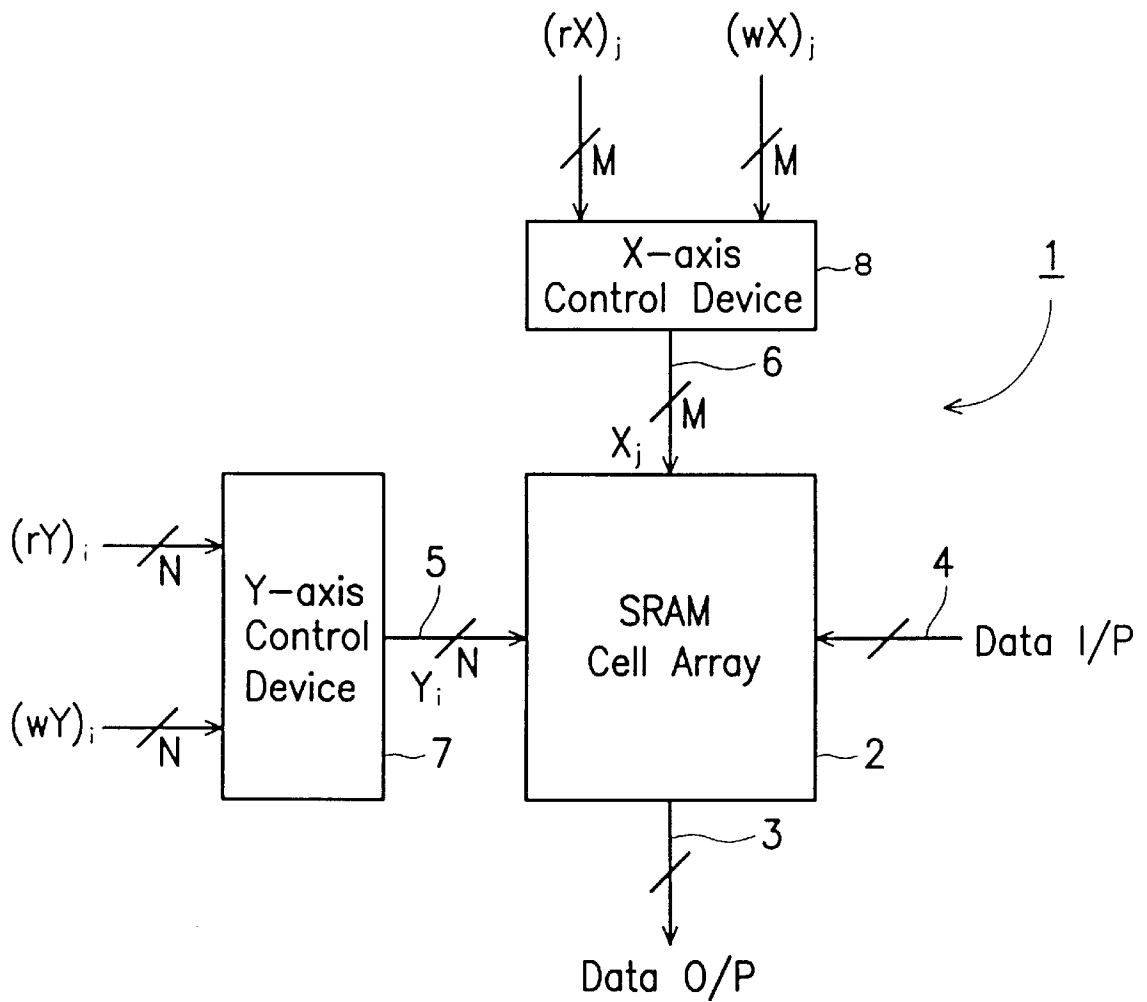 (rX)j (wX)j
M M
X-axis
Control Device
8
1
6
M
Xj
(rY)i
N
Y-axis
Control
Device
5
N
Yi
SRAM
Cell Array
4
Data I/P
(wY)i
N
7
2
3
Data O/P